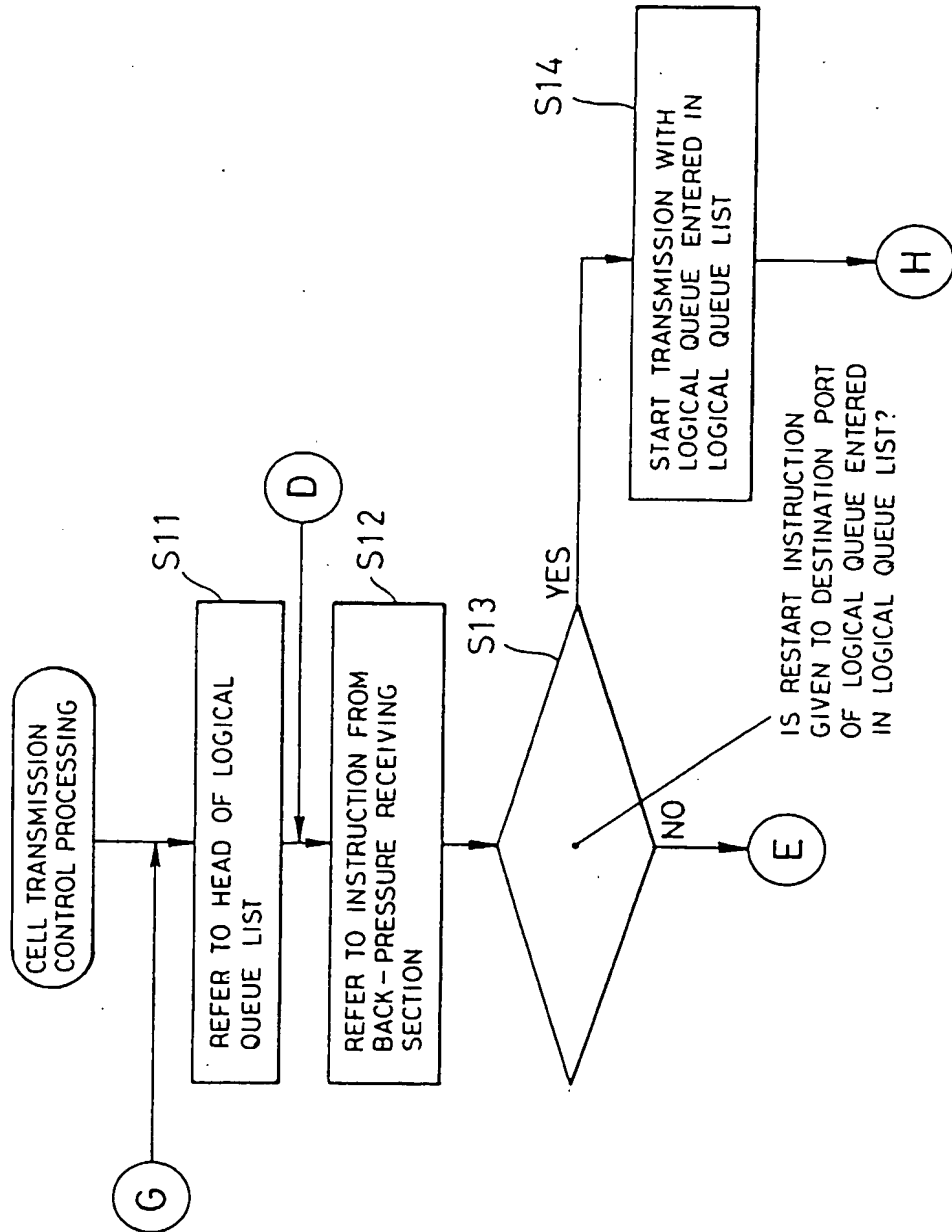 CELL TRANSMISSION
CONTROL PROCESSING
G
S11
REFER TO HEAD OF LOGICAL
QUEUE LIST
D
S12
REFER TO INSTRUCTION FROM
BACK-PRESSURE RECEIVING
SECTION
S13
YES
NO
IS RESTART INSTRUCTION
GIVEN TO DESTINATION PORT
OF LOGICAL QUEUE ENTERED
IN LOGICAL QUEUE LIST?
E
S14
START TRANSMISSION WITH
LOGICAL QUEUE ENTERED IN
LOGICAL QUEUE LIST
H